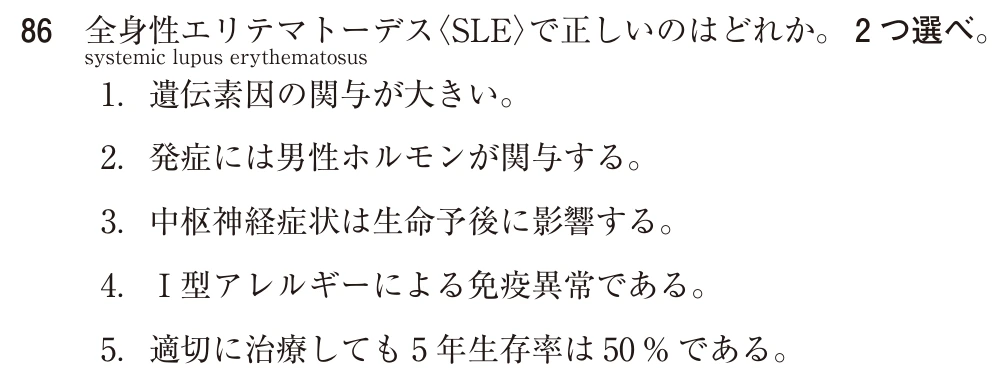 86 全身性エリテマトーデス〈SLE〉で正しいのはどれか。2つ選べ。
systemic lupus erythematosus
1. 遺伝素因の関与が大きい。
2. 発症には男性ホルモンが関与する。
3. 中枢神経症状は生命予後に影響する。
4. Ⅰ型アレルギーによる免疫異常である。
5. 適切に治療しても5年生存率は50%である。